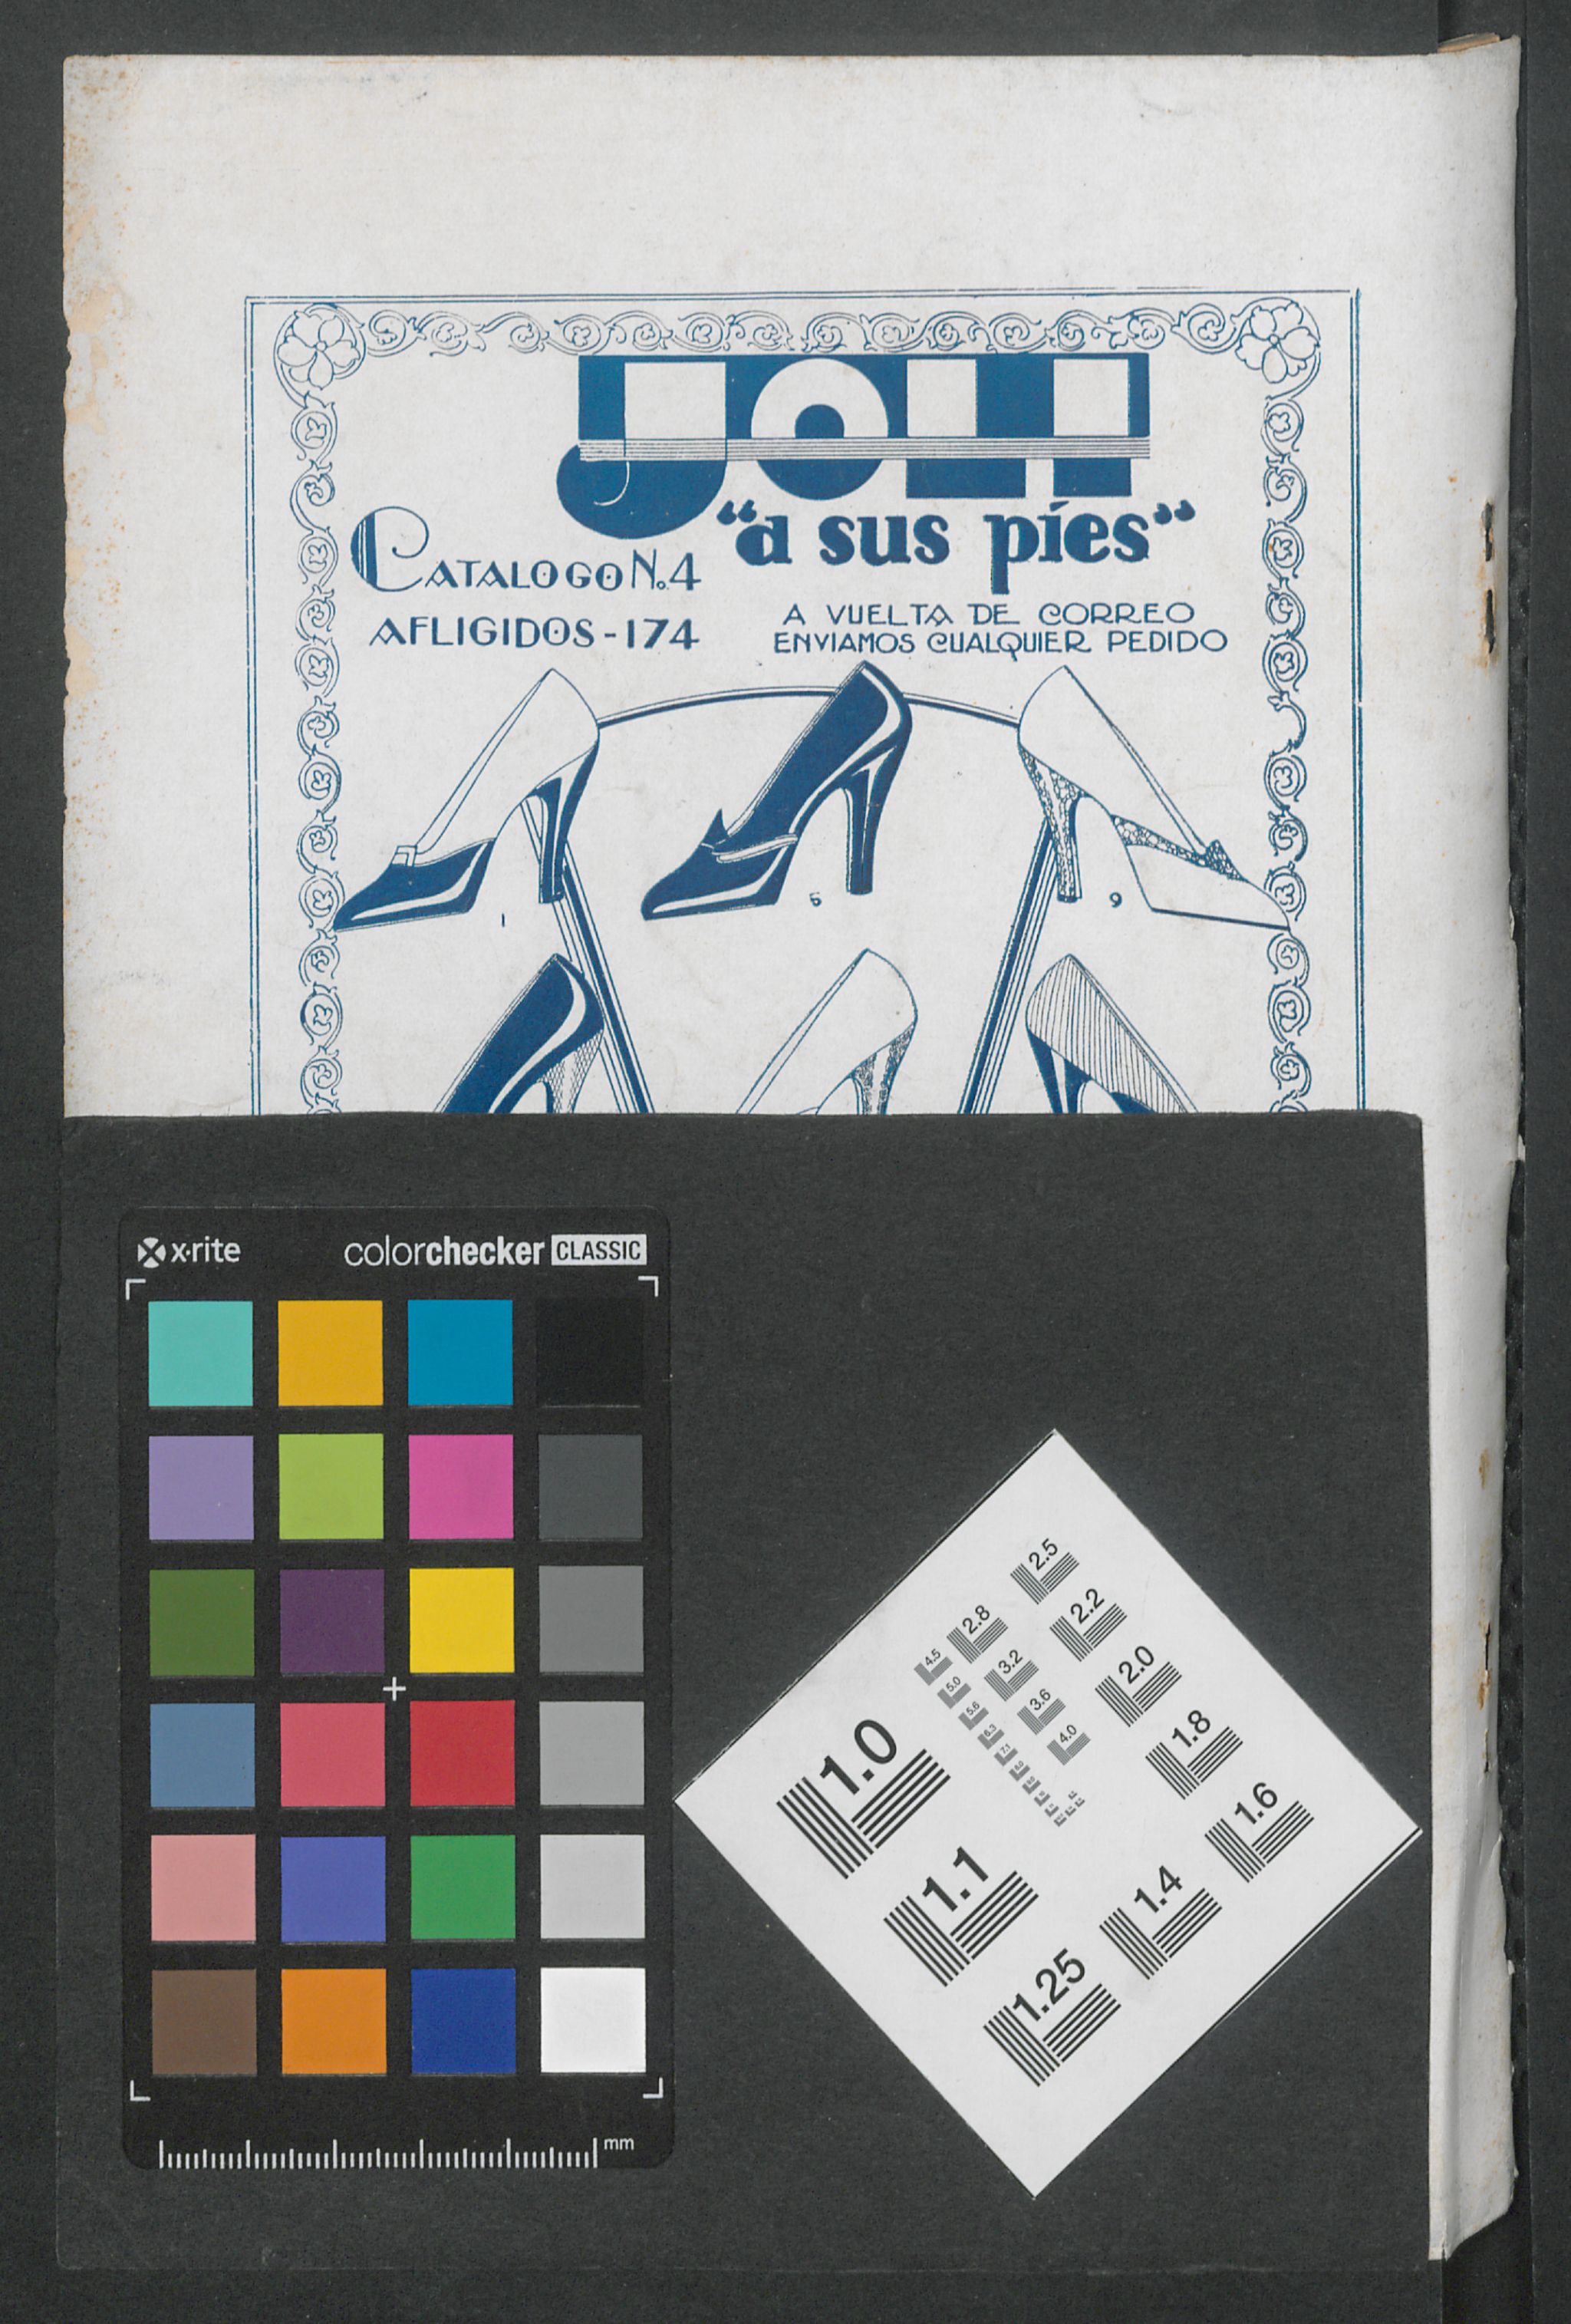 JOLI
"a sus píes"
CATALOGO No. 4
AFLIGIDOS-174
A VUELTA DE CORREO
ENVIAMOS CUALQUIER PEDIDO
1
5
9
x·rite
colorchecker CLASSIC
2.5
2.8
2.2
4.5
3.2
2.0
5.0
3.6
5.6
1.8
6.3
4.0
7.1
1.0
1.6
1.1
1.4
1.25
mm